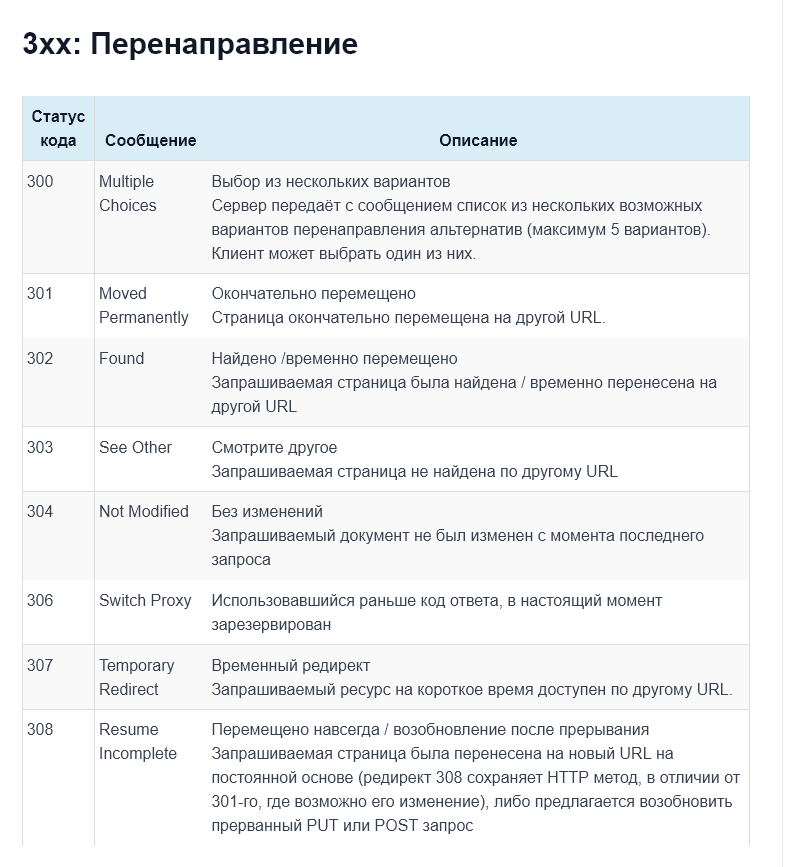 3xx: Перенаправление
Статус
кода
Сообщение
Описание
300
Multiple
Choices
Выбор из нескольких вариантов
Сервер передаёт с сообщением список из нескольких возможных
вариантов перенаправления альтернатив (максимум 5 вариантов).
Клиент может выбрать один из них.
301
Moved
Permanently
Окончательно перемещено
Страница окончательно перемещена на другой URL.
302
Found
Найдено /временно перемещено
Запрашиваемая страница была найдена / временно перенесена на
другой URL
303
See Other
Смотрите другое
Запрашиваемая страница не найдена по другому URL
304
Not Modified
Без изменений
Запрашиваемый документ не был изменен с момента последнего
запроса
306
Switch Proxy
Использовавшийся раньше код ответа, в настоящий момент
зарезервирован
307
Temporary
Redirect
Временный редирект
Запрашиваемый ресурс на короткое время доступен по другому URL.
308
Resume
Incomplete
Перемещено навсегда / возобновление после прерывания
Запрашиваемая страница была перенесена на новый URL на
постоянной основе (редирект 308 сохраняет HTTP метод, в отличии от
301-го, где возможно его изменение), либо предлагается возобновить
прерванный PUT или POST запрос